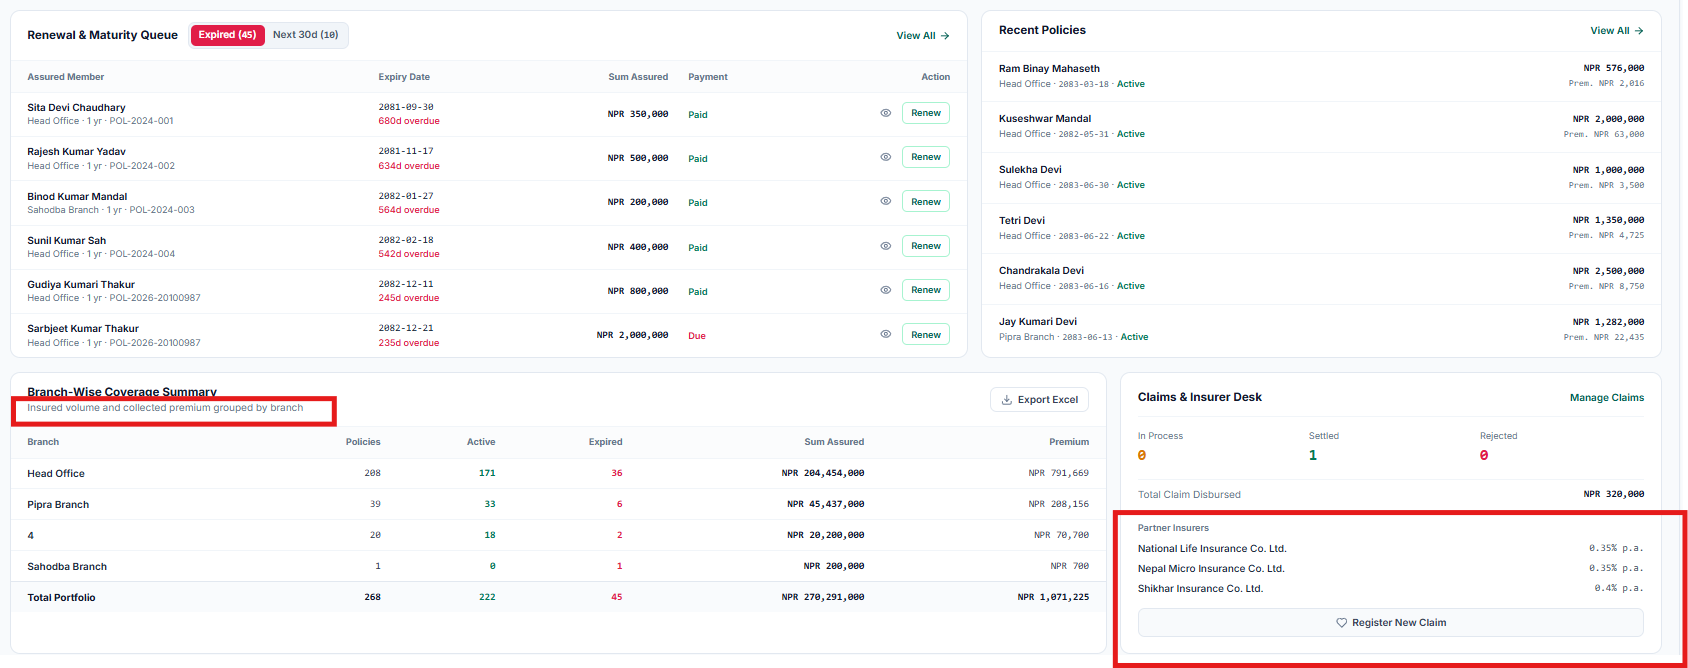 Renewal & Maturity Queue Expired (45) Next 30d (10) View All →
Assured Member Expiry Date Sum Assured Payment Action
Sita Devi Chaudhary 2081-09-30 NPR 350,000 Paid Renew
Head Office · 1 yr · POL-2024-001 680d overdue
Rajesh Kumar Yadav 2081-11-17 NPR 500,000 Paid Renew
Head Office · 1 yr · POL-2024-002 634d overdue
Binod Kumar Mandal 2082-01-27 NPR 200,000 Paid Renew
Sahodba Branch · 1 yr · POL-2024-003 564d overdue
Sunil Kumar Sah 2082-02-18 NPR 400,000 Paid Renew
Head Office · 1 yr · POL-2024-004 542d overdue
Gudiya Kumari Thakur 2082-12-11 NPR 800,000 Paid Renew
Head Office · 1 yr · POL-2026-20100987 245d overdue
Sarbjeet Kumar Thakur 2082-12-21 NPR 2,000,000 Due Renew
Head Office · 1 yr · POL-2026-20100987 235d overdue
Recent Policies View All →
Ram Binay Mahaseth NPR 576,000
Head Office · 2083-03-18 · Active Prem. NPR 2,016
Kuseshwar Mandal NPR 2,000,000
Head Office · 2082-05-31 · Active Prem. NPR 63,000
Sulekha Devi NPR 1,000,000
Head Office · 2083-06-30 · Active Prem. NPR 3,500
Tetri Devi NPR 1,350,000
Head Office · 2083-06-22 · Active Prem. NPR 4,725
Chandrakala Devi NPR 2,500,000
Head Office · 2083-06-16 · Active Prem. NPR 8,750
Jay Kumari Devi NPR 1,282,000
Pipra Branch · 2083-06-13 · Active Prem. NPR 22,435
Branch-Wise Coverage Summary Export Excel
Insured volume and collected premium grouped by branch
Branch Policies Active Expired Sum Assured Premium
Head Office 208 171 36 NPR 204,454,000 NPR 791,669
Pipra Branch 39 33 6 NPR 45,437,000 NPR 208,156
4 20 18 2 NPR 20,200,000 NPR 70,700
Sahodba Branch 1 0 1 NPR 200,000 NPR 700
Total Portfolio 268 222 45 NPR 270,291,000 NPR 1,071,225
Claims & Insurer Desk Manage Claims
In Process Settled Rejected
0 1 0
Total Claim Disbursed NPR 320,000
Partner Insurers
National Life Insurance Co. Ltd. 0.35% p.a.
Nepal Micro Insurance Co. Ltd. 0.35% p.a.
Shikhar Insurance Co. Ltd. 0.4% p.a.
Register New Claim